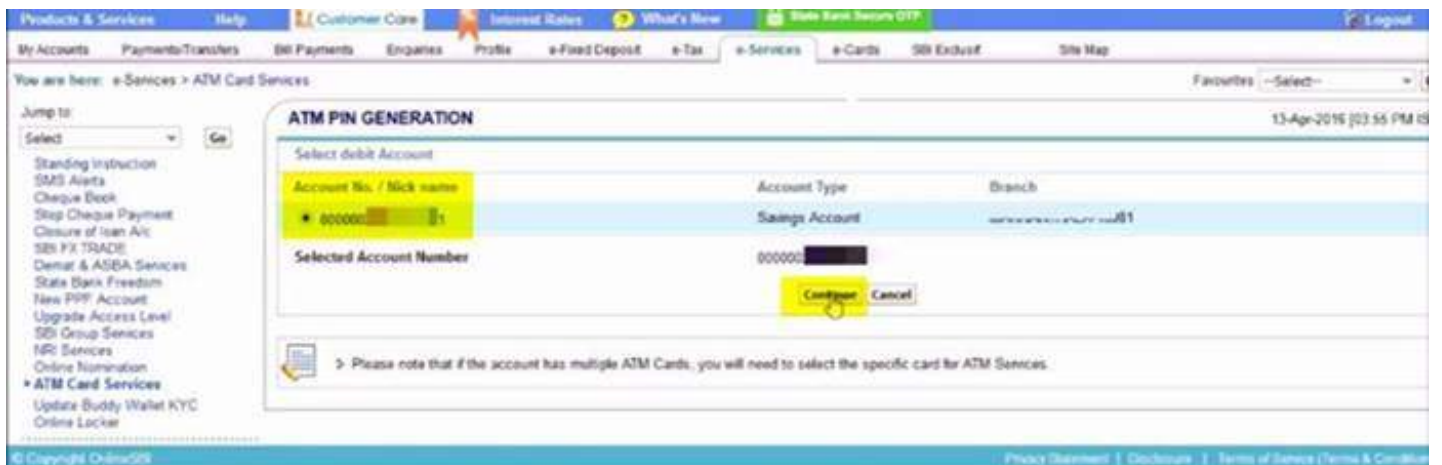 Products & Services Help Customer Care Interest Rates What's New State Bank Secure OTP Logout
My Accounts Payments/Transfers Bill Payments Enquiries Profile e-Fixed Deposit e-Tax e-Services e-Cards SBI Exclusif Site Map
You are here: e-Services > ATM Card Services
Favourites --Select--
Jump to:
Select Go
Standing Instruction
SMS Alerts
Cheque Book
Stop Cheque Payment
Closure of loan A/c
SBI FX TRADE
Demat & ASBA Services
State Bank Freedom
New PPF Account
Upgrade Access Level
SBI Group Services
NRI Services
Online Nomination
ATM Card Services
Update Buddy Wallet KYC
Online Locker
ATM PIN GENERATION
13-Apr-2016 [03:55 PM IS
Select debit Account
Account No. / Nick name Account Type Branch
000000 1 Savings Account 81
Selected Account Number 000000
Continue Cancel
> Please note that if the account has multiple ATM Cards, you will need to select the specific card for ATM Services.
© Copyright OnlineSBI
Privacy Statement | Disclosure | Terms of Service (Terms & Condition